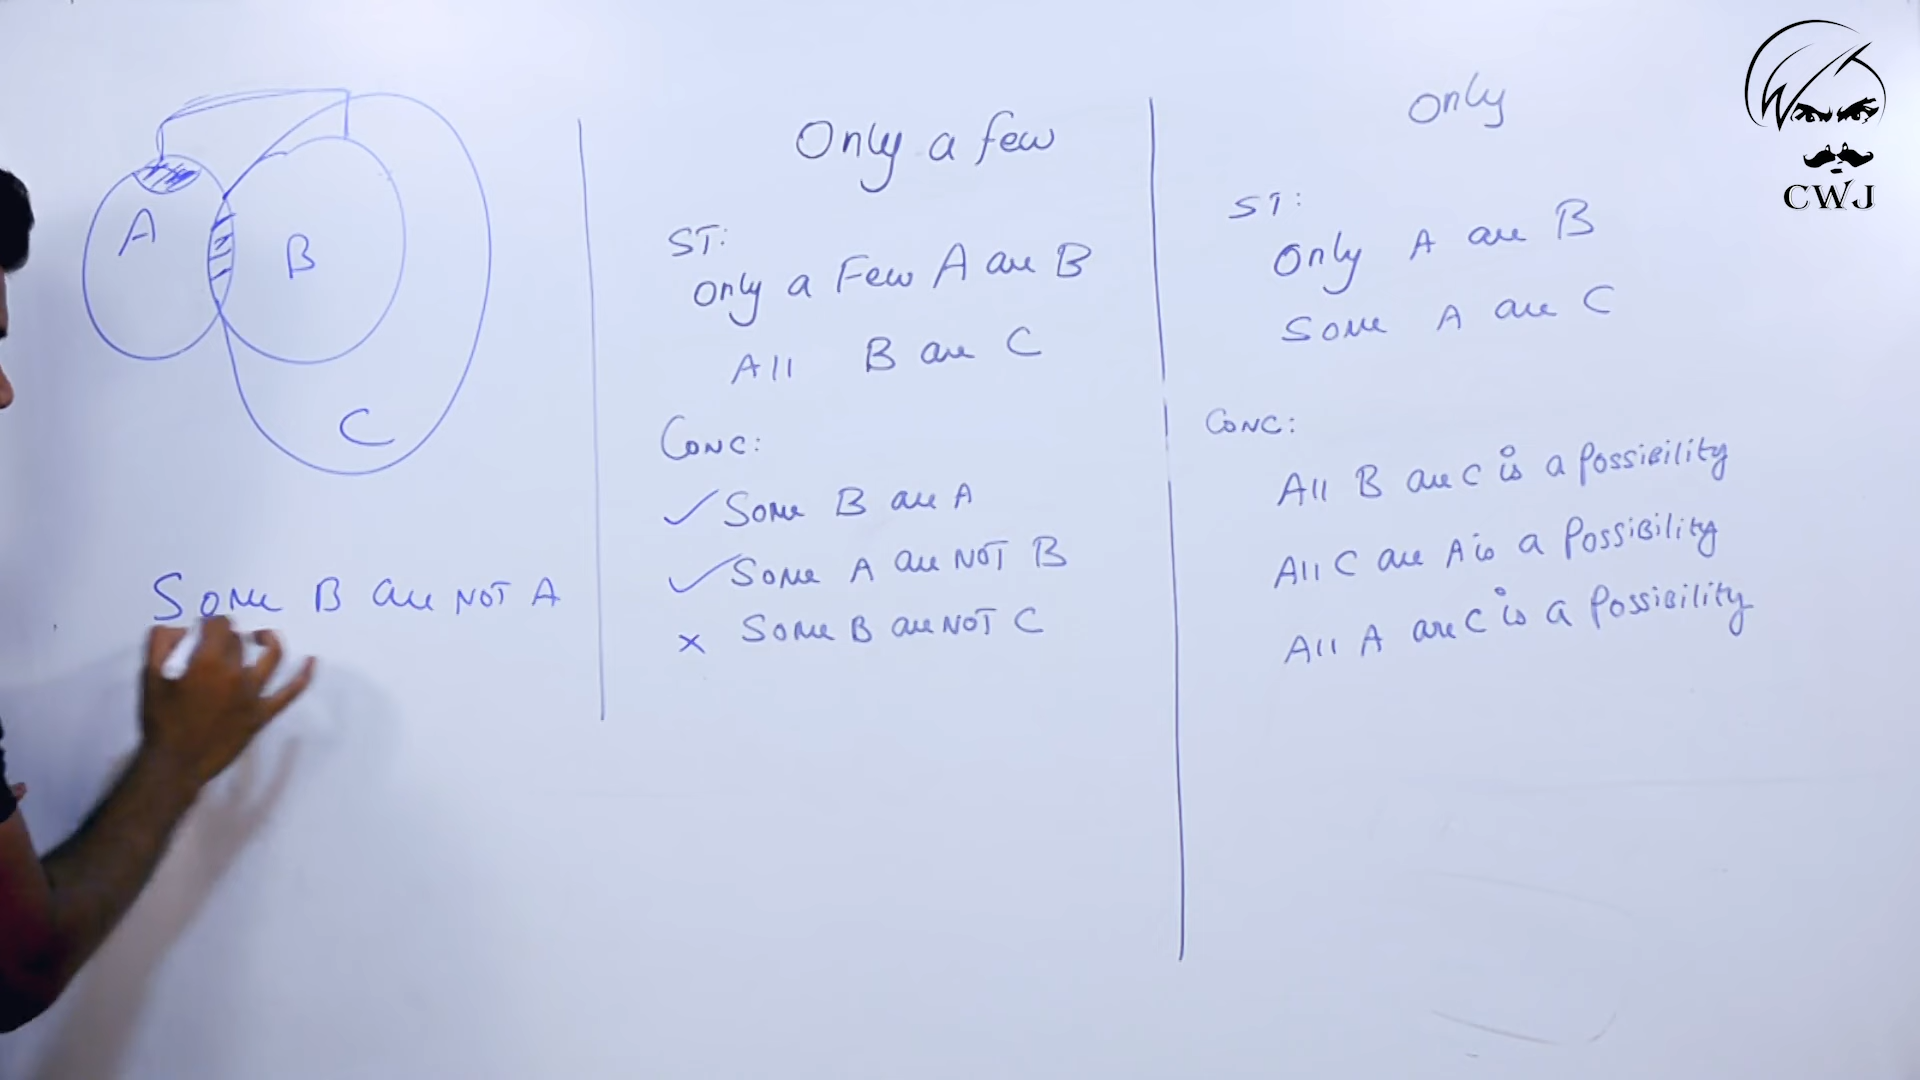 A
B
C
Some B are NOT A
Only a few
ST:
Only a Few A are B
All B are C
Conc:
✓ Some B are A
✓ Some A are NOT B
x Some B are NOT C
Only
ST:
Only A are B
Some A are C
Conc:
All B are C is a Possibility
All C are A is a Possibility
All A are C is a Possibility
CWJ